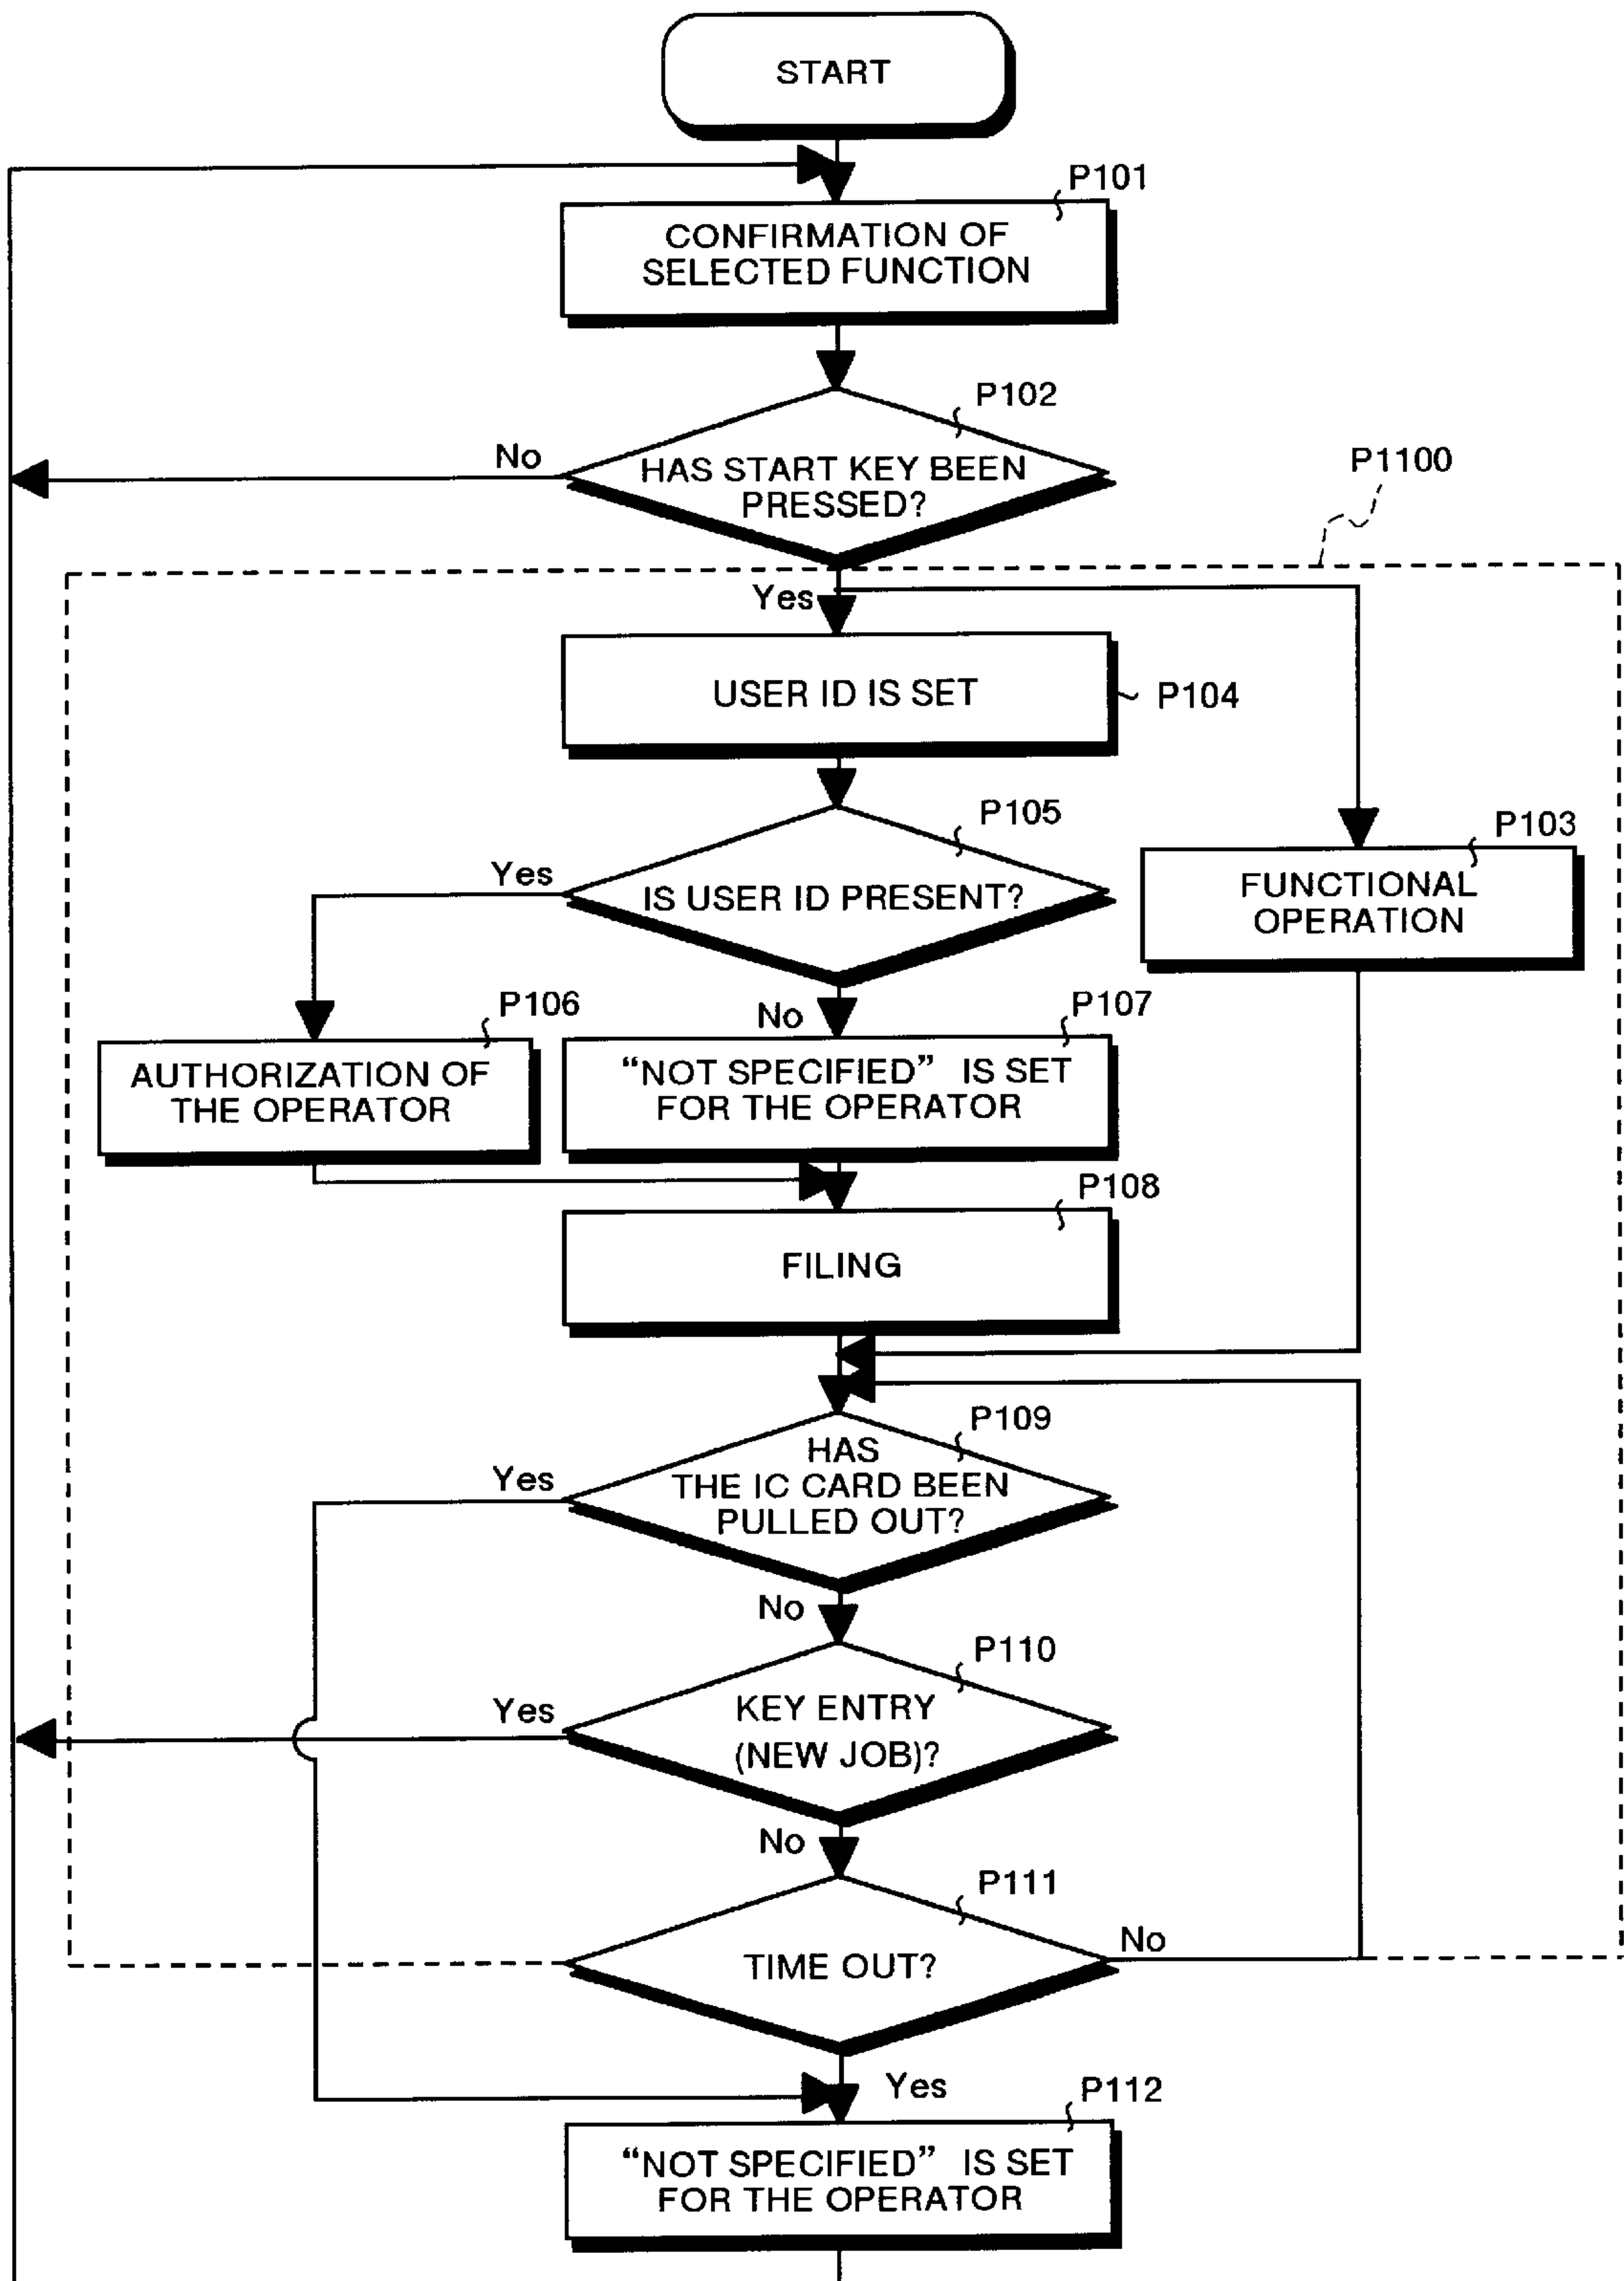 START
P101
CONFIRMATION OF
SELECTED FUNCTION
P102
No
HAS START KEY BEEN
PRESSED?
P1100
Yes
USER ID IS SET
P104
P105
Yes
IS USER ID PRESENT?
P103
FUNCTIONAL
OPERATION
P106
No
P107
AUTHORIZATION OF
THE OPERATOR
“NOT SPECIFIED” IS SET
FOR THE OPERATOR
P108
FILING
P109
Yes
HAS
THE IC CARD BEEN
PULLED OUT?
No
P110
Yes
KEY ENTRY
(NEW JOB)?
No
P111
No
TIME OUT?
Yes
P112
“NOT SPECIFIED” IS SET
FOR THE OPERATOR